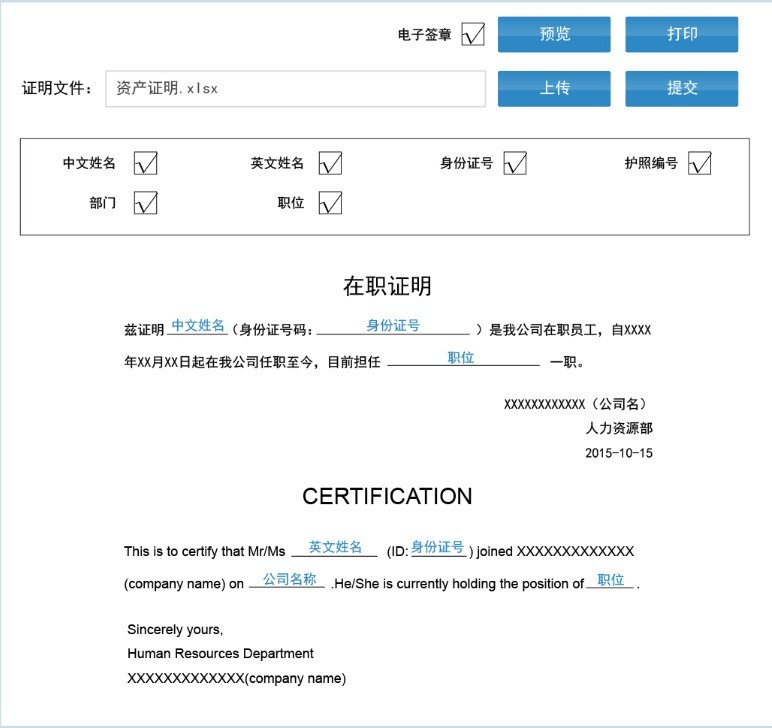 电子签章 预览 打印
证明文件： 资产证明.xlsx 上传 提交
中文姓名 英文姓名 身份证号 护照编号
部门 职位
在职证明
兹证明 中文姓名 （身份证号码： 身份证号 ）是我公司在职员工，自XXXX
年XX月XX日起在我公司任职至今，目前担任 职位 一职。
XXXXXXXXXXXX（公司名）
人力资源部
2015-10-15
CERTIFICATION
This is to certify that Mr/Ms 英文姓名 (ID: 身份证号 ) joined XXXXXXXXXXXXX
(company name) on 公司名称 .He/She is currently holding the position of 职位 .
Sincerely yours,
Human Resources Department
XXXXXXXXXXXXX(company name)